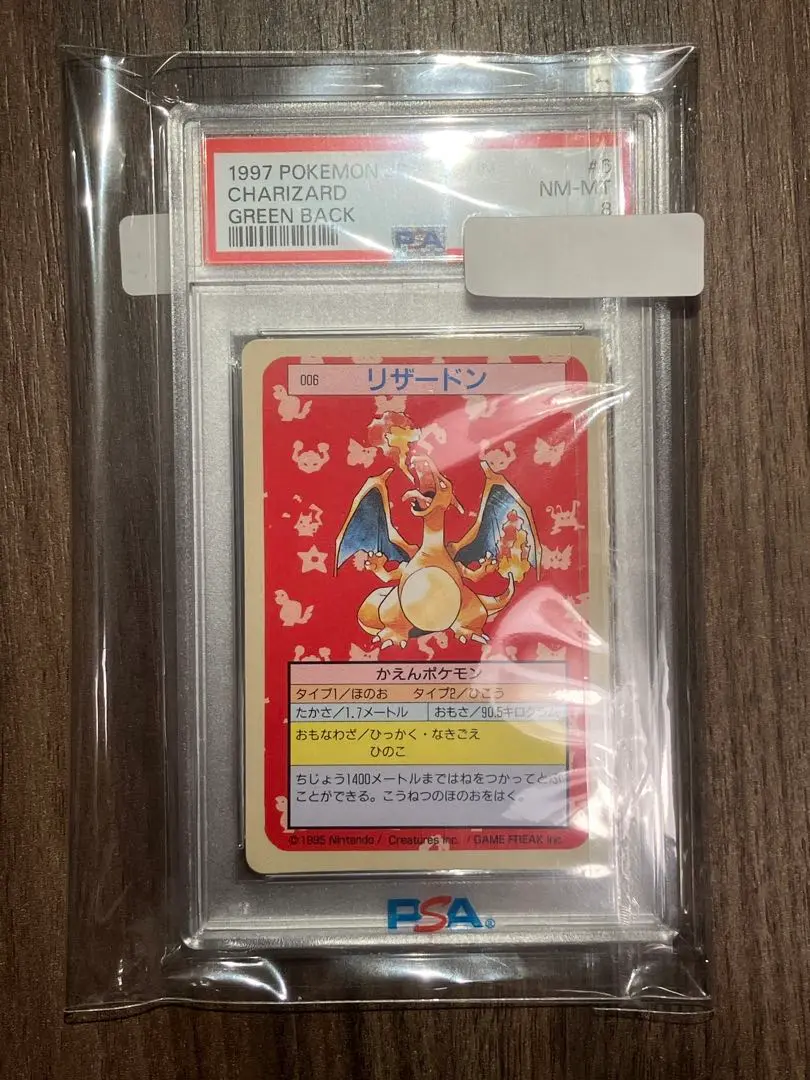 1997 POKEMON
#6
CHARIZARD
NM-MT
GREEN BACK
8
PSA
006
リザードン
かえんポケモン
タイプ1/ほのお タイプ2/ひこう
たかさ/1.7メートル
おもさ/90.5キログラム
おもなわざ/ひっかく・なきごえ
ひのこ
ちじょう1400メートルまではねをつかってとぶ
ことができる。こうねつのほのおをはく。
©1995 Nintendo / Creatures inc. / GAME FREAK inc.
PSA®